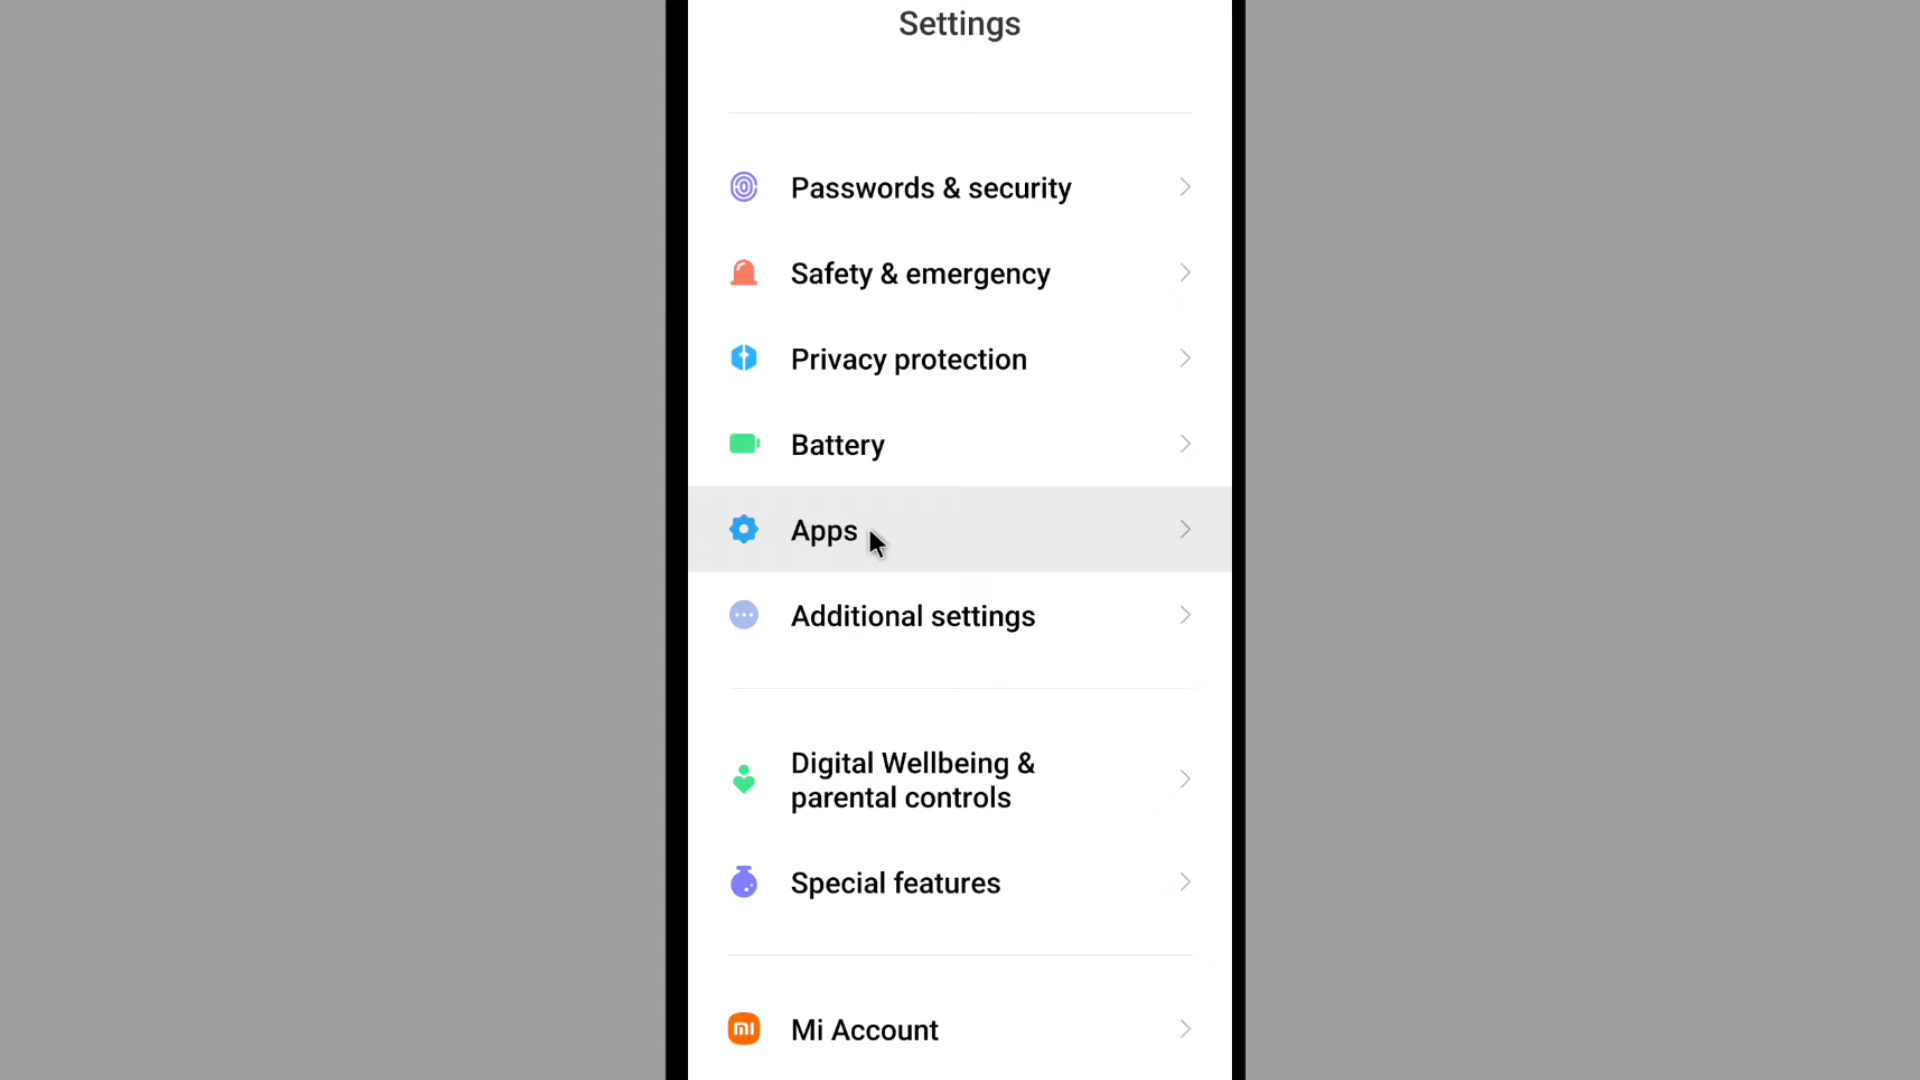 Settings
Passwords & security
Safety & emergency
Privacy protection
Battery
Apps
Additional settings
Digital Wellbeing &
parental controls
Special features
mi
Mi Account